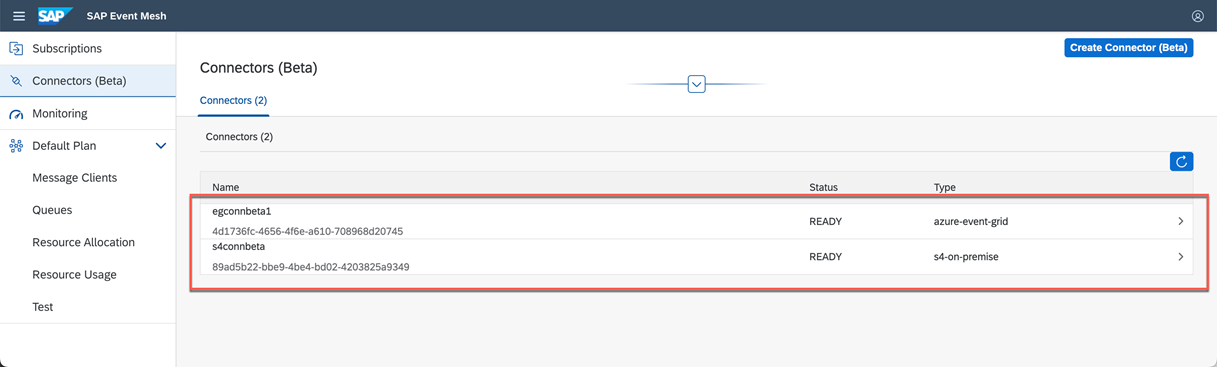 SAP SAP Event Mesh
Subscriptions
Connectors (Beta)
Monitoring
Default Plan
Message Clients
Queues
Resource Allocation
Resource Usage
Test
Create Connector (Beta)
Connectors (Beta)
Connectors (2)
Connectors (2)
Name Status Type
egconnbeta1
4d1736fc-4656-4f6e-a610-708968d20745
READY azure-event-grid
s4connbeta
89ad5b22-bbe9-4be4-bd02-4203825a9349
READY s4-on-premise